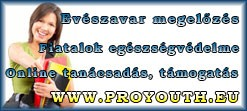 Evészavar megelőzés
Fiatalok egészségvédelme
Online tanácsadás, támogatás
WWW.PROYOUTH.EU